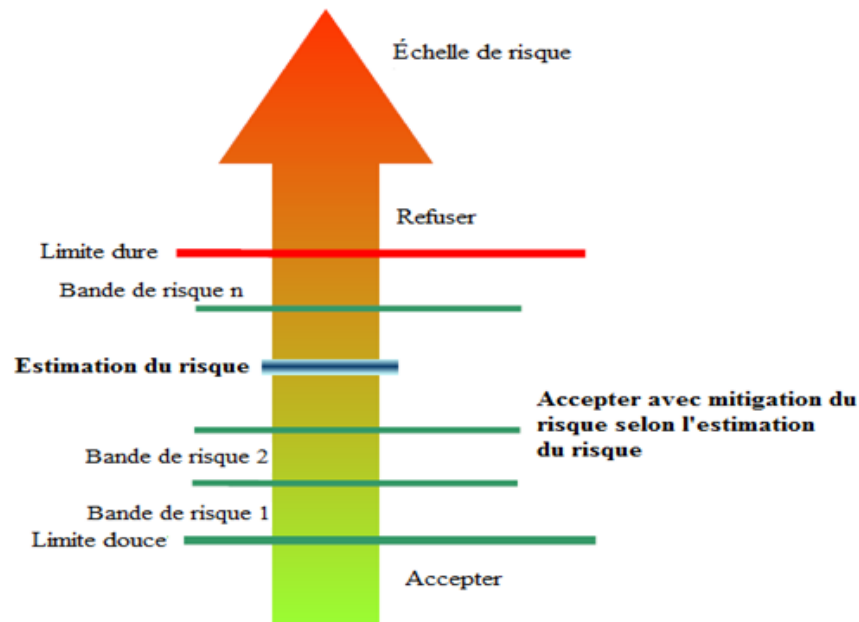 Échelle de risque
Refuser
Limite dure
Bande de risque n
Estimation du risque
Accepter avec mitigation du
risque selon l'estimation
du risque
Bande de risque 2
Bande de risque 1
Limite douce
Accepter